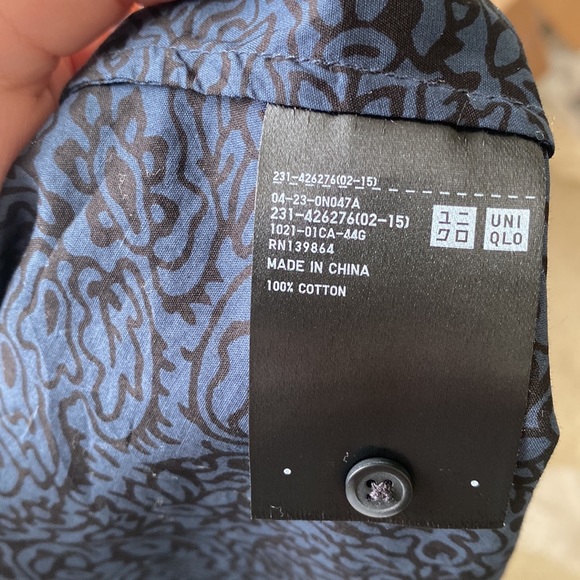 231-426276(02-15)
04-23-0N047A
231-426276(02-15)
1021-01CA-44G
RN139864
MADE IN CHINA
100% COTTON
ユニ
クロ
UNI
QLO